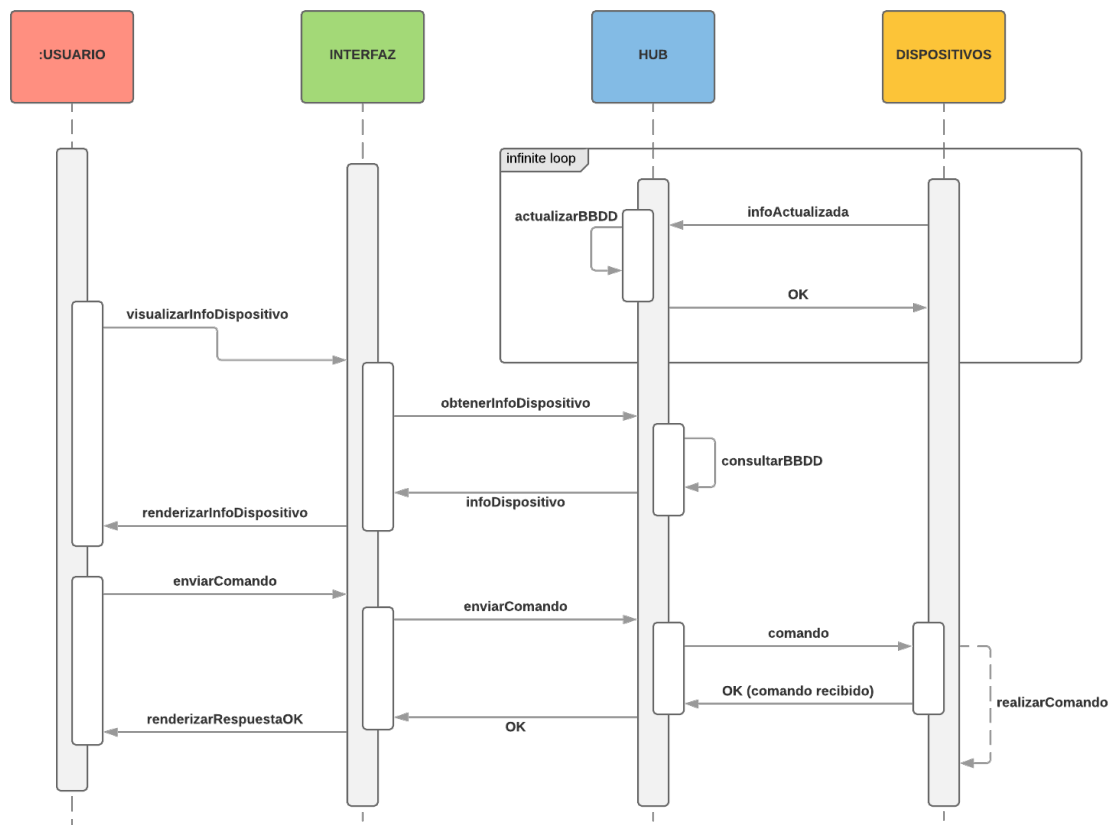 :USUARIO
INTERFAZ
HUB
DISPOSITIVOS
infinite loop
actualizarBBDD
infoActualizada
OK
visualizarInfoDispositivo
obtenerInfoDispositivo
consultarBBDD
infoDispositivo
renderizarInfoDispositivo
enviarComando
enviarComando
comando
OK (comando recibido)
realizarComando
renderizarRespuestaOK
OK